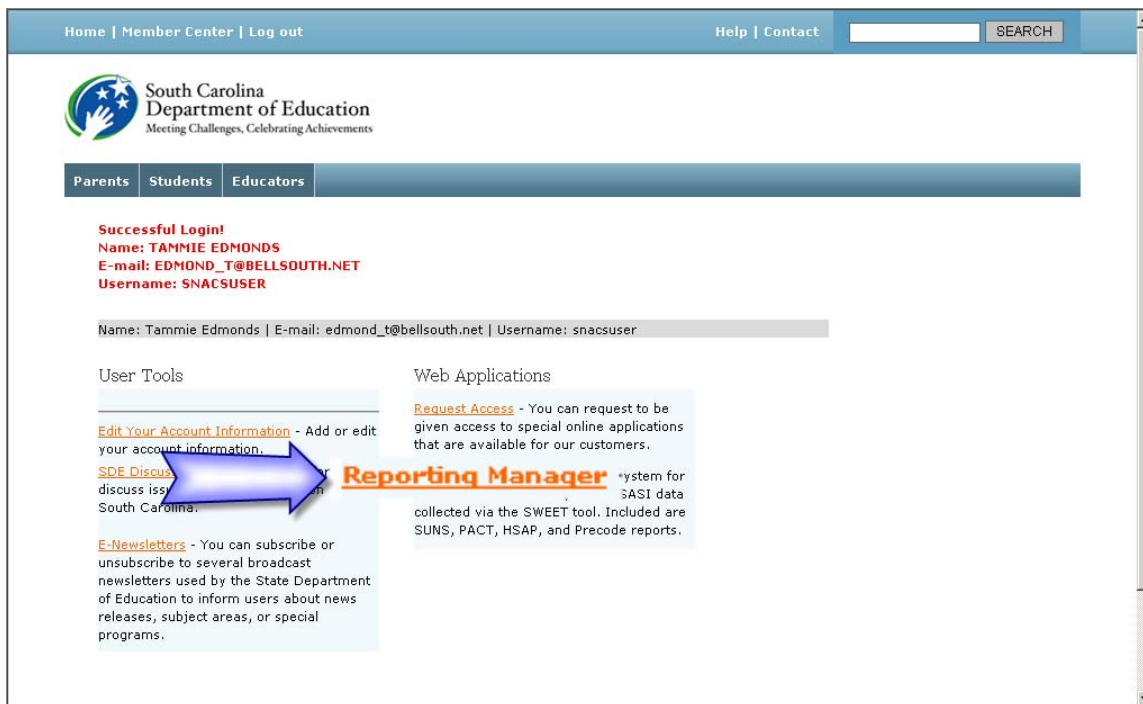 Home | Member Center | Log out
Help | Contact
SEARCH
South Carolina
Department of Education
Meeting Challenges, Celebrating Achievements
Parents
Students
Educators
Successful Login!
Name: TAMMIE EDMONDS
E-mail: EDMOND_T@BELLSOUTH.NET
Username: SNACSUSER
Name: Tammie Edmonds | E-mail: edmond_t@bellsouth.net | Username: snacsuser
User Tools
Edit Your Account Information - Add or edit
your account information.
SDE
discuss
South Carolina.
E-Newsletters - You can subscribe or
unsubscribe to several broadcast
newsletters used by the State Department
of Education to inform users about news
releases, subject areas, or special
programs.
Web Applications
Request Access - You can request to be
given access to special online applications
that are available for our customers.
Reporting Manager
system for
SASI data
collected via the SWEET tool. Included are
SUNS, PACT, HSAP, and Precode reports.